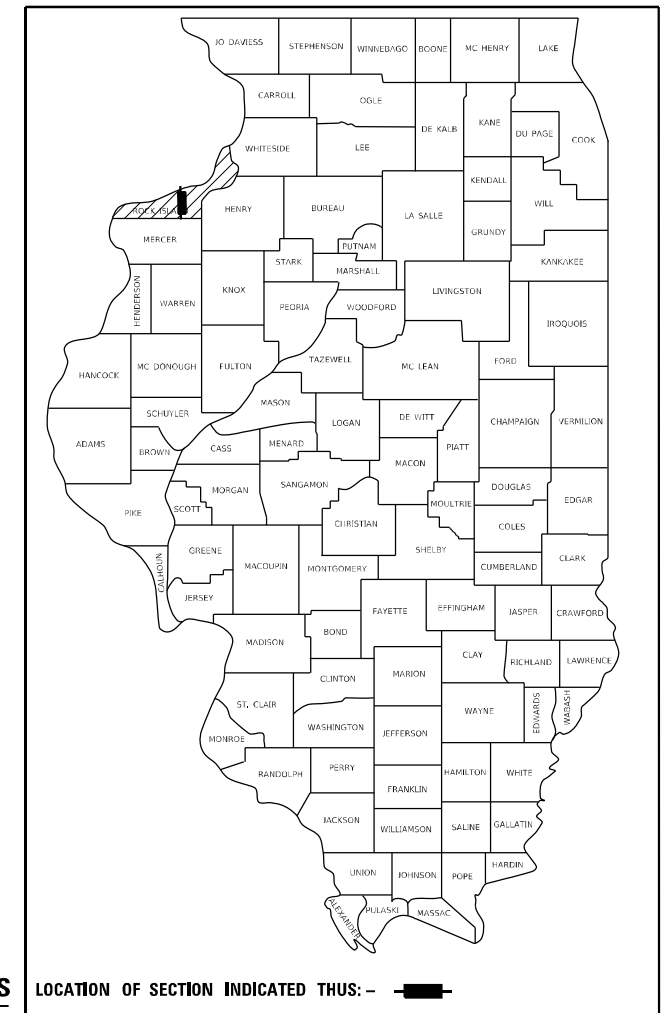 JO DAVIESS STEPHENSON WINNEBAGO BOONE MC HENRY LAKE
CARROLL OGLE DE KALB KANE DU PAGE COOK
WHITESIDE LEE
KENDALL
ROCK ISLAND HENRY BUREAU LA SALLE WILL
MERCER PUTNAM GRUNDY
STARK MARSHALL KANKAKEE
HENDERSON WARREN KNOX PEORIA WOODFORD LIVINGSTON
IROQUOIS
HANCOCK MC DONOUGH FULTON TAZEWELL MC LEAN FORD
MASON
SCHUYLER LOGAN DE WITT CHAMPAIGN VERMILION
ADAMS BROWN CASS MENARD PIATT
MACON
MORGAN SANGAMON DOUGLAS EDGAR
PIKE SCOTT MOULTRIE
CHRISTIAN COLES
GREENE SHELBY
CALHOUN MACOUPIN MONTGOMERY CUMBERLAND CLARK
JERSEY
FAYETTE EFFINGHAM JASPER CRAWFORD
MADISON BOND
CLAY RICHLAND LAWRENCE
CLINTON MARION
ST. CLAIR WAYNE EDWARDS WABASH
WASHINGTON JEFFERSON
MONROE
RANDOLPH PERRY HAMILTON WHITE
FRANKLIN
JACKSON WILLIAMSON SALINE GALLATIN
HARDIN
UNION JOHNSON POPE
ALEXANDER PULASKI MASSAC
S LOCATION OF SECTION INDICATED THUS: –